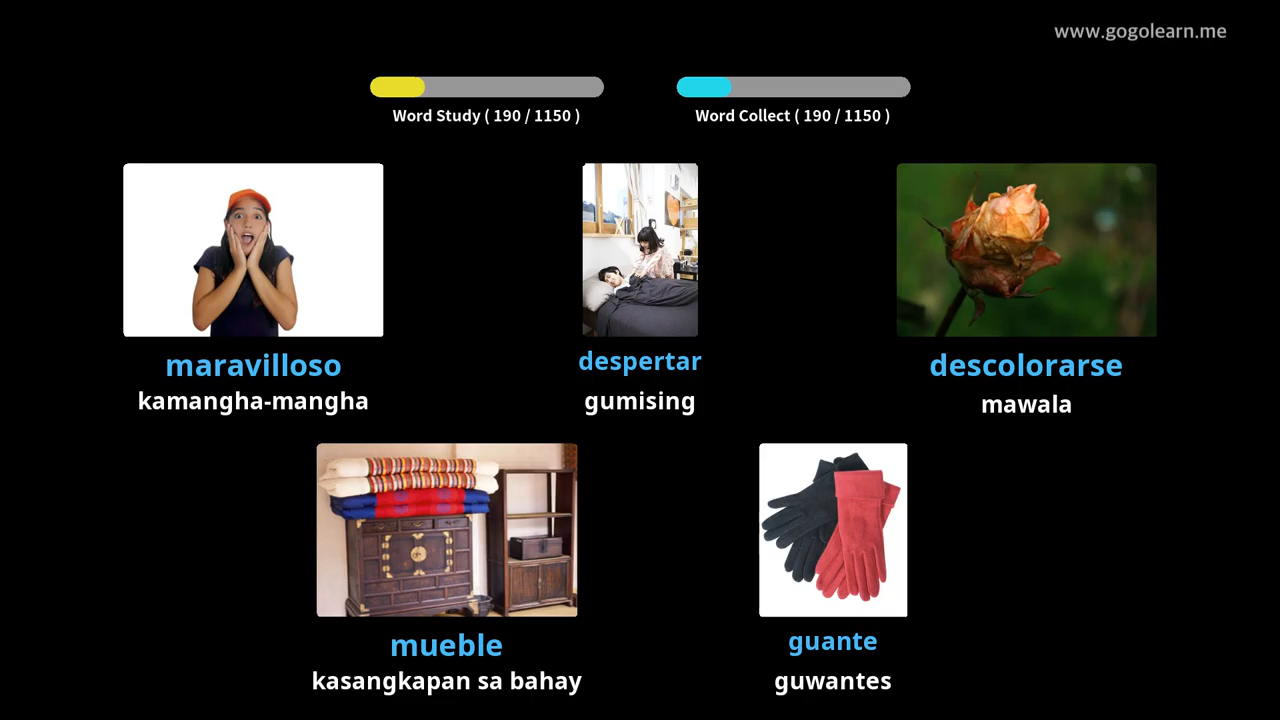 www.gogolearn.me
Word Study ( 190 / 1150 )
Word Collect ( 190 / 1150 )
maravilloso
kamangha-mangha
despertar
gumising
descolorarse
mawala
mueble
kasangkapan sa bahay
guante
guwantes